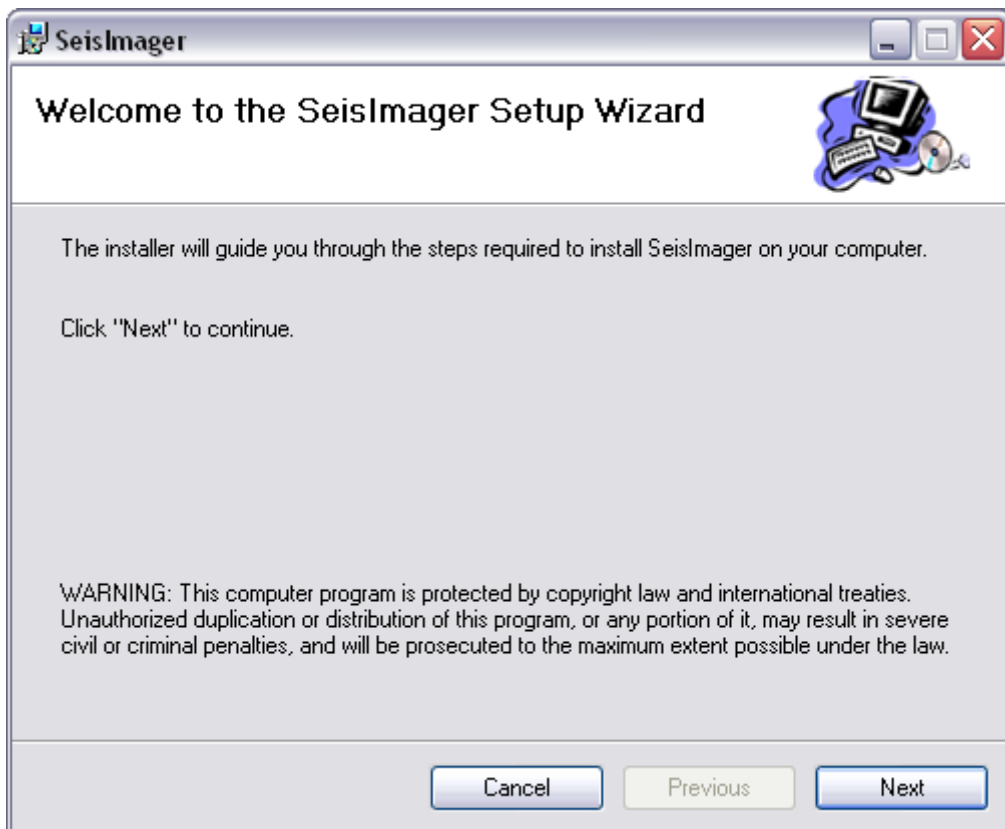 SeisImager
Welcome to the SeisImager Setup Wizard
The installer will guide you through the steps required to install SeisImager on your computer.
Click "Next" to continue.
WARNING: This computer program is protected by copyright law and international treaties.
Unauthorized duplication or distribution of this program, or any portion of it, may result in severe
civil or criminal penalties, and will be prosecuted to the maximum extent possible under the law.
Cancel Previous Next